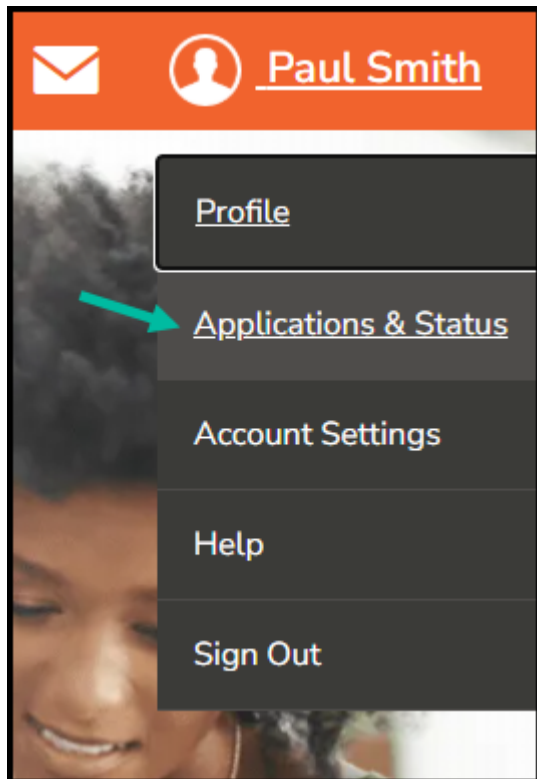 Paul Smith
Profile
Applications & Status
Account Settings
Help
Sign Out